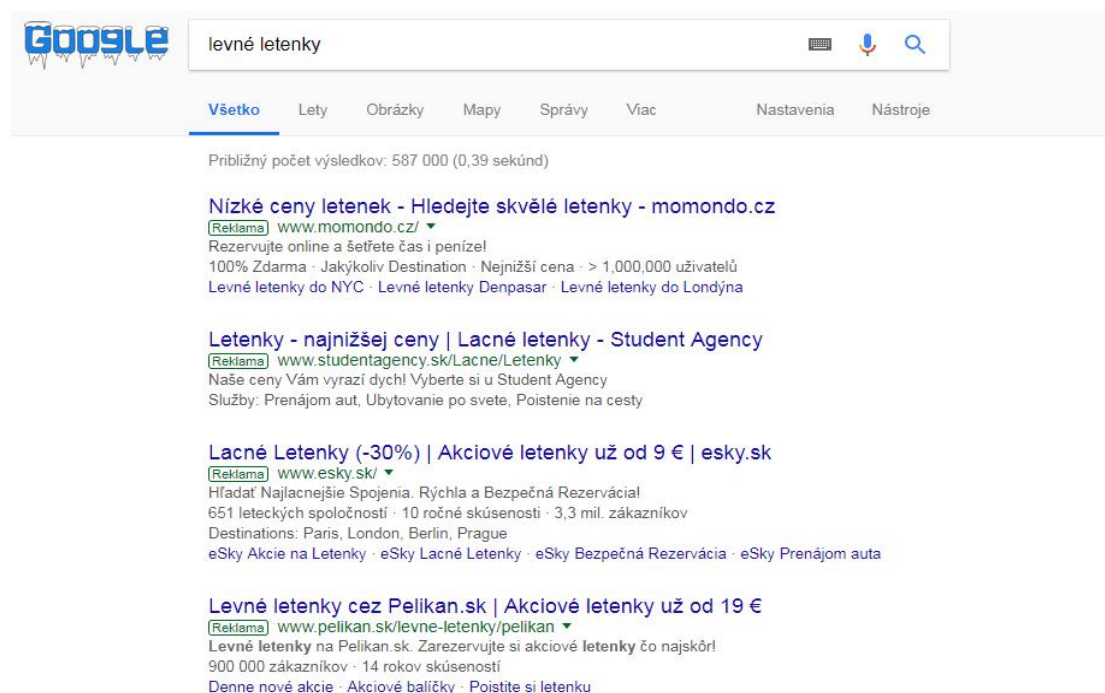 Google levné letenky
Všetko Lety Obrázky Mapy Správy Viac Nastavenia Nástroje
Približný počet výsledkov: 587 000 (0,39 sekúnd)
Nízké ceny letenek - Hledejte skvělé letenky - momondo.cz
Reklama www.momondo.cz/
Rezervujte online a šetřete čas i peníze!
100% Zdarma · Jakýkoliv Destination · Nejnižší cena · > 1,000,000 uživatelů
Levné letenky do NYC · Levné letenky Denpasar · Levné letenky do Londýna
Letenky - najnižšej ceny | Lacné letenky - Student Agency
Reklama www.studentagency.sk/Lacne/Letenky
Naše ceny Vám vyrazí dych! Vyberte si u Student Agency
Služby: Prenájom aut, Ubytovanie po svete, Poistenie na cesty
Lacné Letenky (-30%) | Akciové letenky už od 9 € | esky.sk
Reklama www.esky.sk/
Hľadať Najlacnejšie Spojenia. Rýchla a Bezpečná Rezervácia!
651 leteckých spoločností · 10 ročné skúsenosti · 3,3 mil. zákazníkov
Destinations: Paris, London, Berlin, Prague
eSky Akcie na Letenky · eSky Lacné Letenky · eSky Bezpečná Rezervácia · eSky Prenájom auta
Levné letenky cez Pelikan.sk | Akciové letenky už od 19 €
Reklama www.pelikan.sk/levne-letenky/pelikan
Levné letenky na Pelikan.sk. Zarezervujte si akciové letenky čo najskôr!
900 000 zákazníkov · 14 rokov skúseností
Denne nové akcie · Akciové balíčky · Poistite si letenku